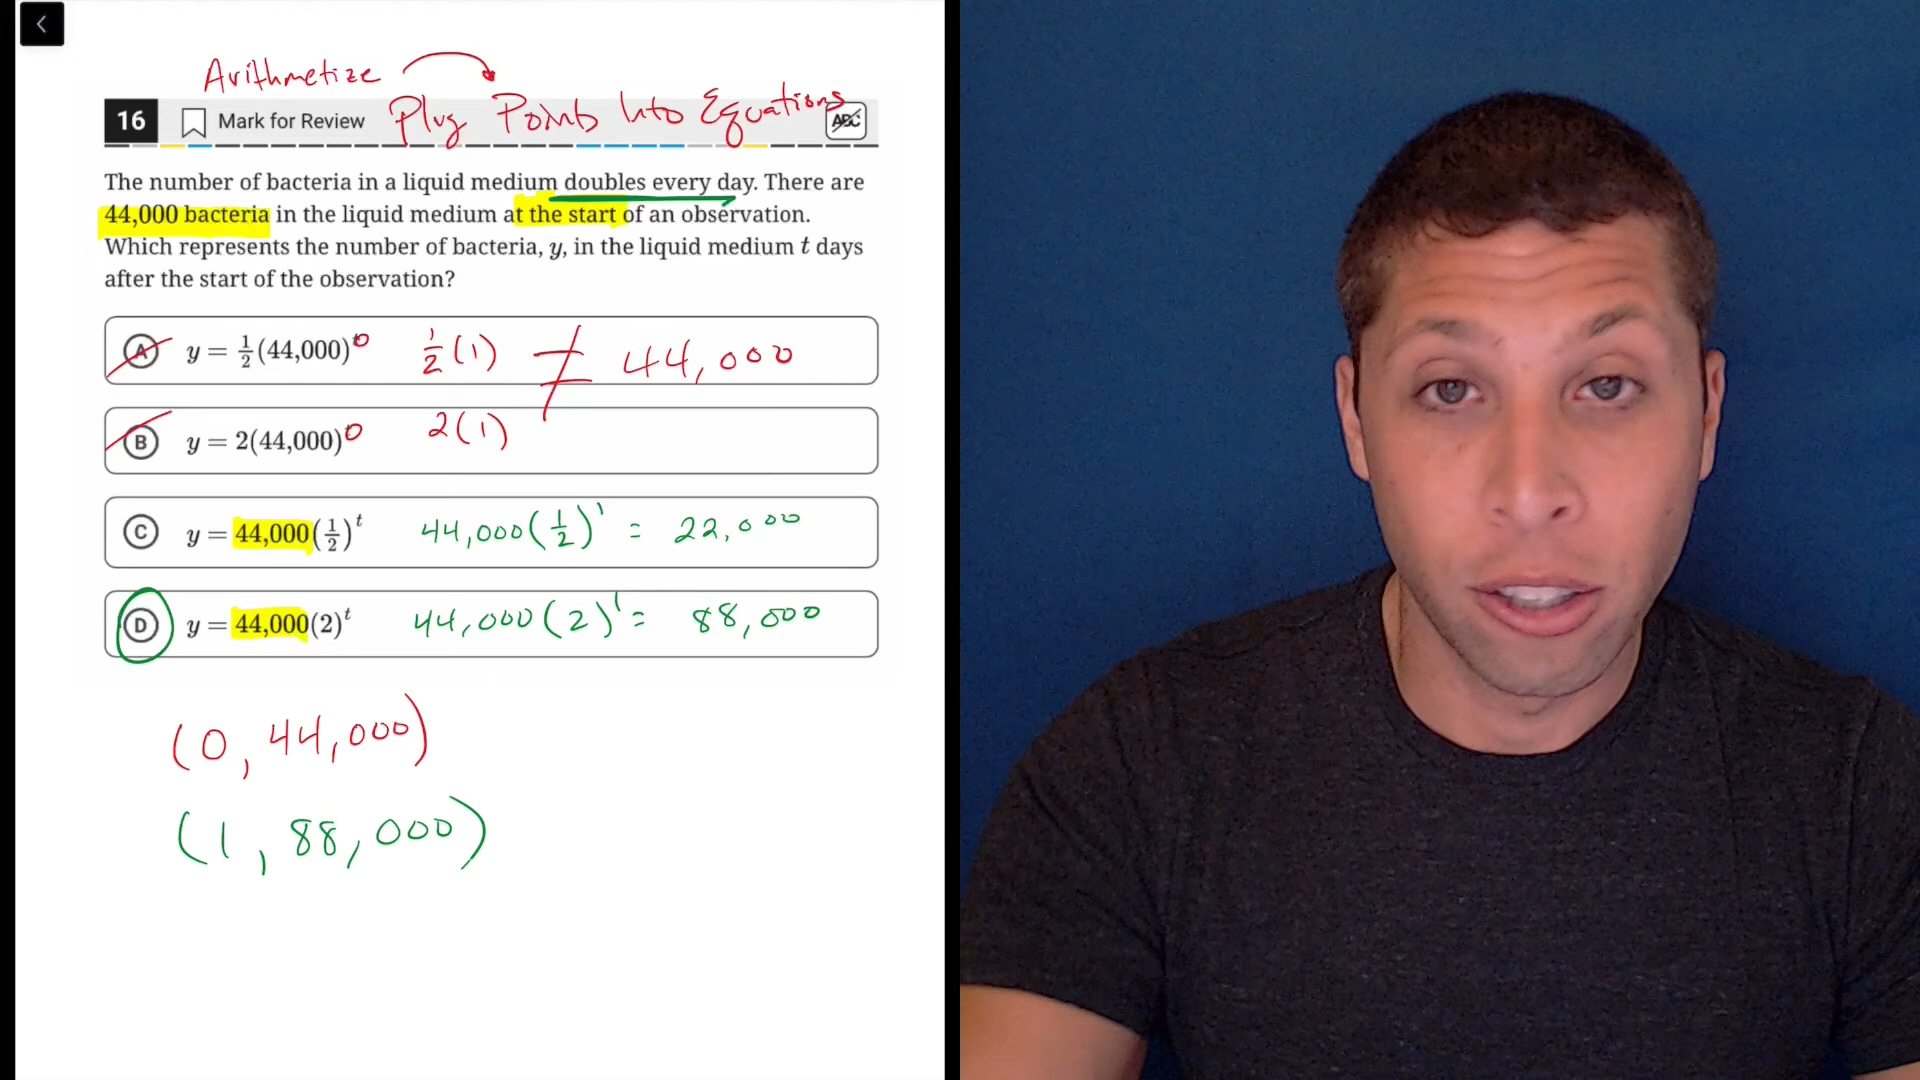 Arithmetize
16 Mark for Review Plug Points Into Equations ABC
The number of bacteria in a liquid medium doubles every day. There are
44,000 bacteria in the liquid medium at the start of an observation.
Which represents the number of bacteria, y, in the liquid medium t days
after the start of the observation?
A y = 1/2(44,000)^0 1/2(1) ≠ 44,000
B y = 2(44,000)^0 2(1)
C y = 44,000(1/2)^t 44,000(1/2)^1 = 22,000
D y = 44,000(2)^t 44,000(2)^1 = 88,000
(0, 44,000)
(1, 88,000)